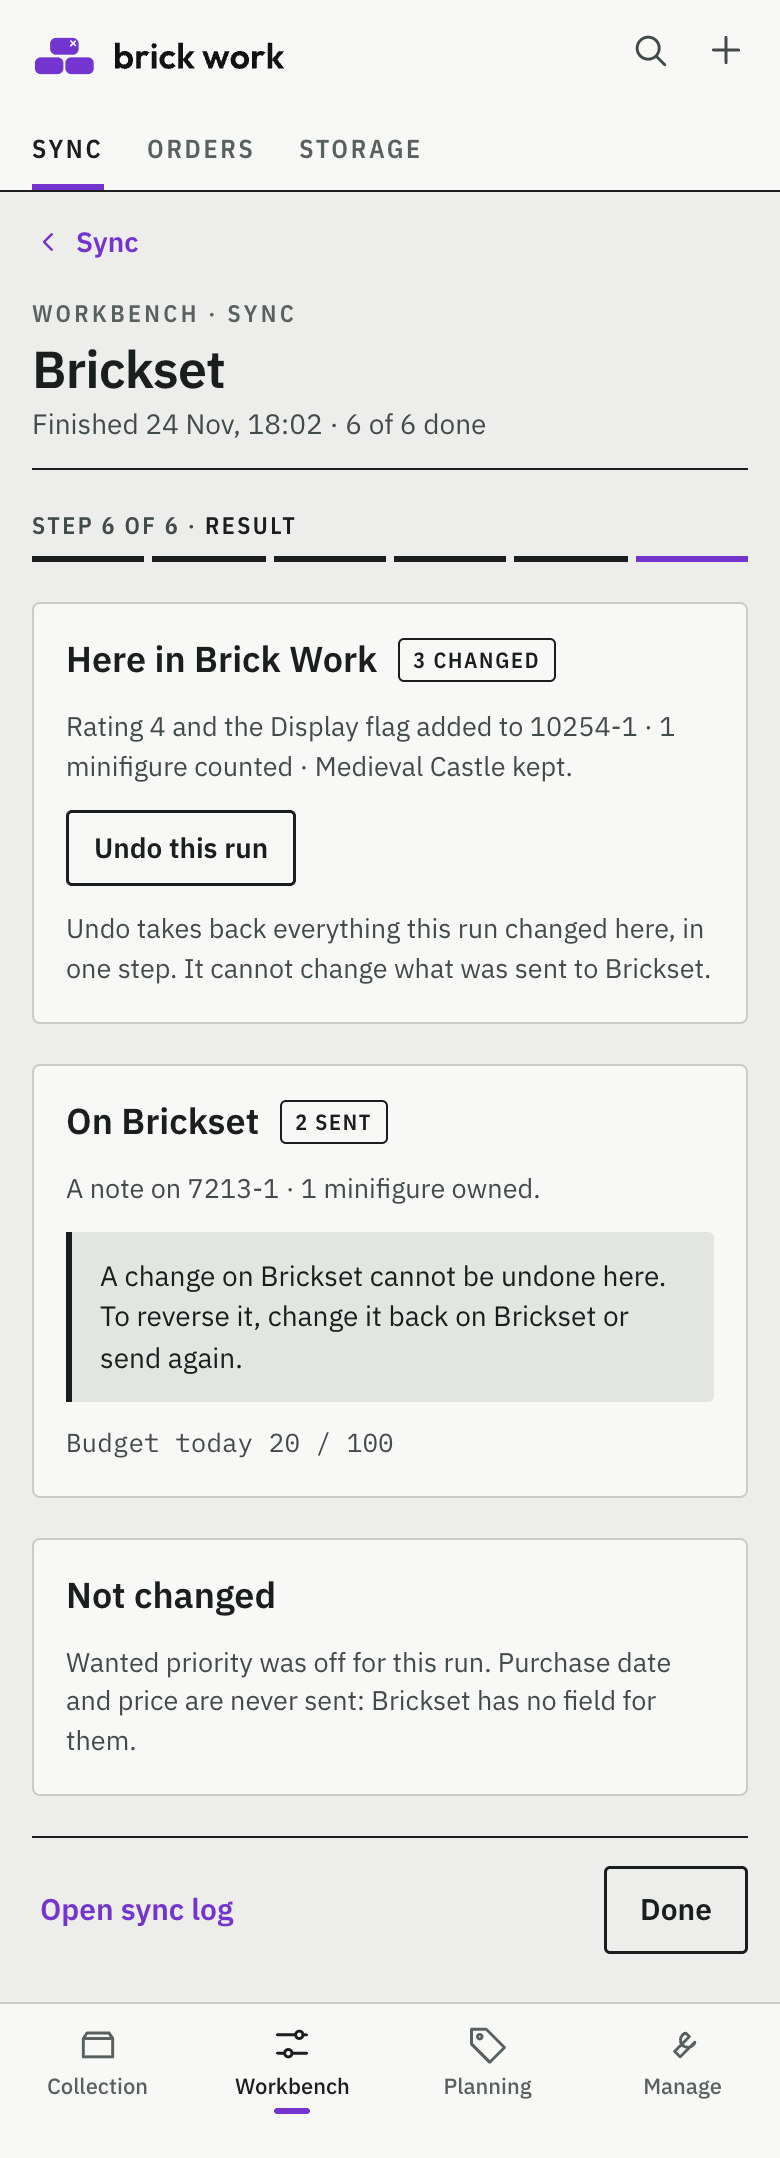 brick work
SYNC ORDERS STORAGE
Sync
WORKBENCH · SYNC
Brickset
Finished 24 Nov, 18:02 · 6 of 6 done
STEP 6 OF 6 · RESULT
Here in Brick Work 3 CHANGED
Rating 4 and the Display flag added to 10254-1 · 1
minifigure counted · Medieval Castle kept.
Undo this run
Undo takes back everything this run changed here, in
one step. It cannot change what was sent to Brickset.
On Brickset 2 SENT
A note on 7213-1 · 1 minifigure owned.
A change on Brickset cannot be undone here.
To reverse it, change it back on Brickset or
send again.
Budget today 20 / 100
Not changed
Wanted priority was off for this run. Purchase date
and price are never sent: Brickset has no field for
them.
Open sync log Done
Collection Workbench Planning Manage